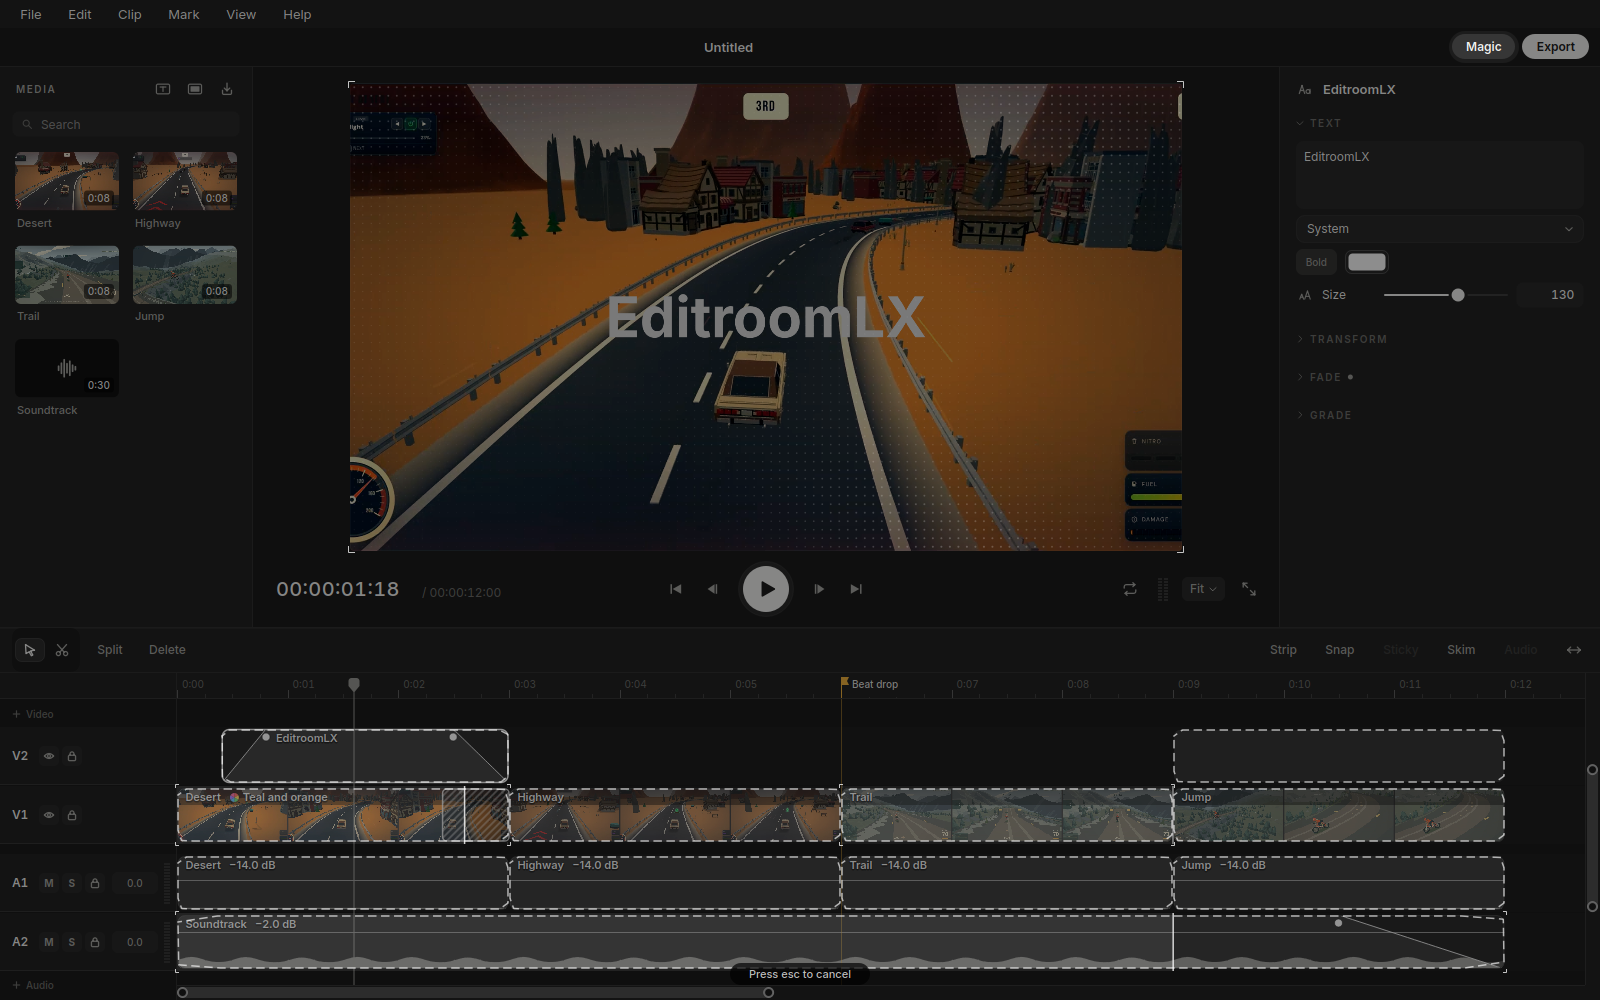 File Edit Clip Mark View Help
Untitled
Magic Export
MEDIA
Search
0:08 0:08
Desert Highway
0:08 0:08
Trail Jump
0:30
Soundtrack
3RD
EditroomLX
NITRO
FUEL
DAMAGE
00:00:01:18 / 00:00:12:00
Fit
EditroomLX
TEXT
EditroomLX
System
Bold
Size 130
TRANSFORM
FADE
GRADE
Split Delete
Strip Snap Sticky Skim Audio
0:00 0:01 0:02 0:03 0:04 0:05 Beat drop 0:07 0:08 0:09 0:10 0:11 0:12
+ Video
V2 EditroomLX
V1 Desert Teal and orange Highway Trail Jump
A1 M S 0.0 Desert −14.0 dB Highway −14.0 dB Trail −14.0 dB Jump −14.0 dB
A2 M S 0.0 Soundtrack −2.0 dB
Press esc to cancel
+ Audio